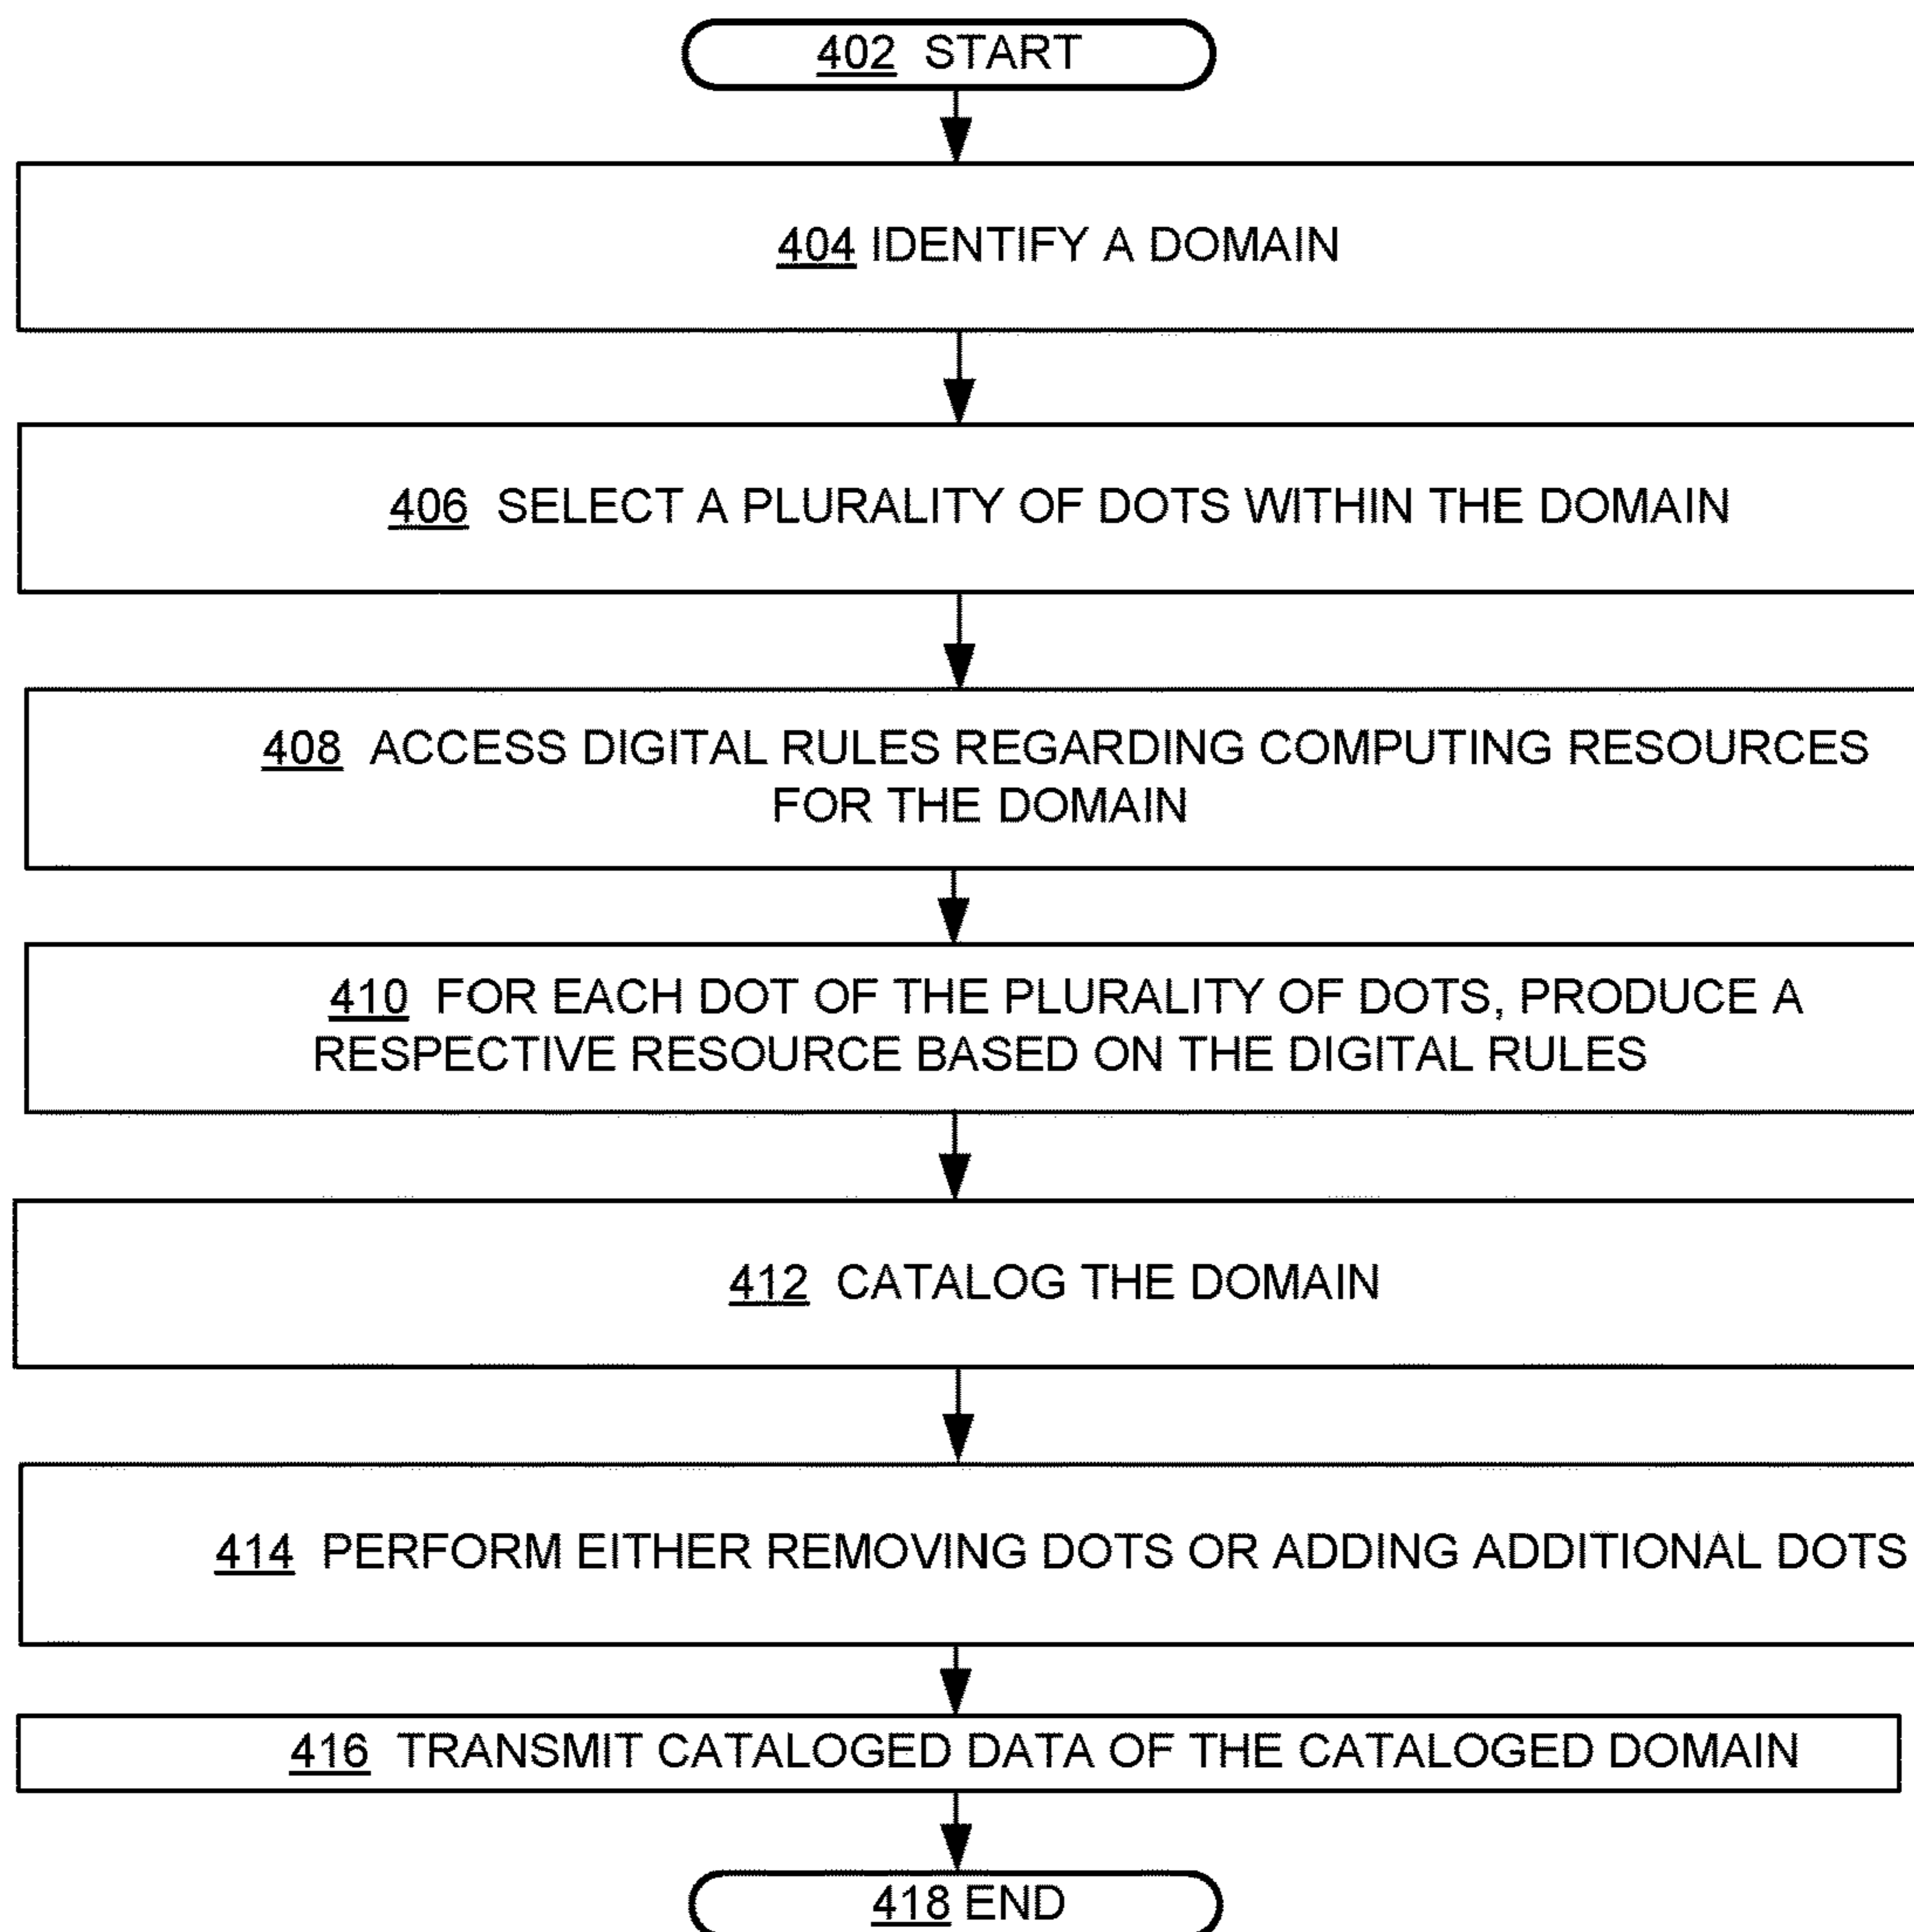 402 START
404 IDENTIFY A DOMAIN
406 SELECT A PLURALITY OF DOTS WITHIN THE DOMAIN
408 ACCESS DIGITAL RULES REGARDING COMPUTING RESOURCES
FOR THE DOMAIN
410 FOR EACH DOT OF THE PLURALITY OF DOTS, PRODUCE A
RESPECTIVE RESOURCE BASED ON THE DIGITAL RULES
412 CATALOG THE DOMAIN
414 PERFORM EITHER REMOVING DOTS OR ADDING ADDITIONAL DOTS
416 TRANSMIT CATALOGED DATA OF THE CATALOGED DOMAIN
418 END